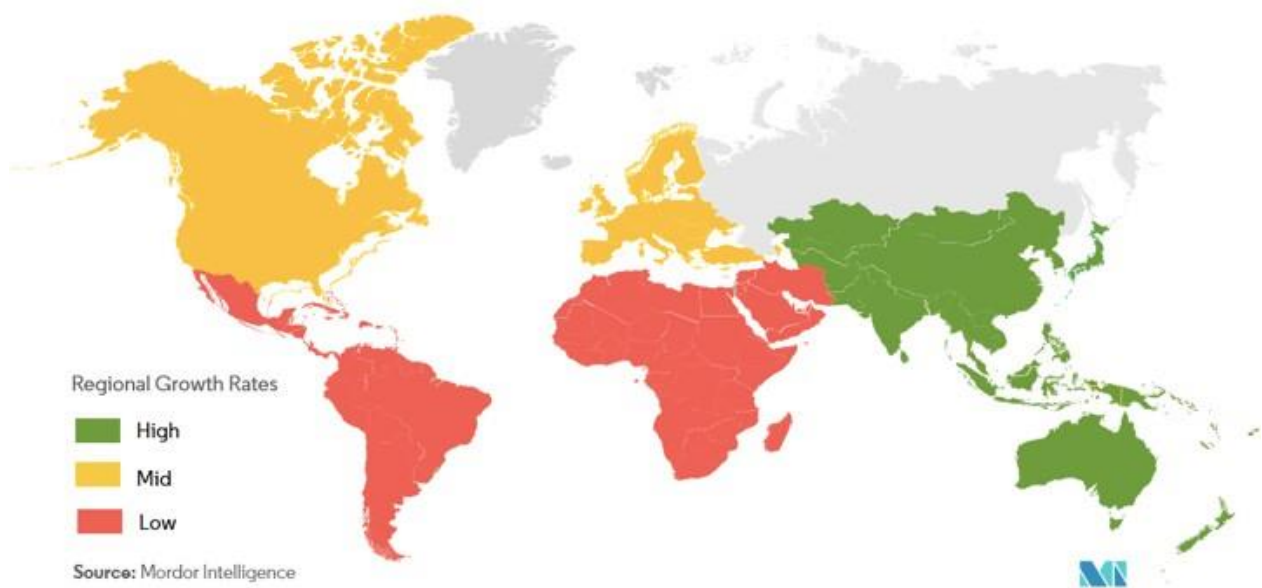 Regional Growth Rates
High
Mid
Low
Source: Mordor Intelligence